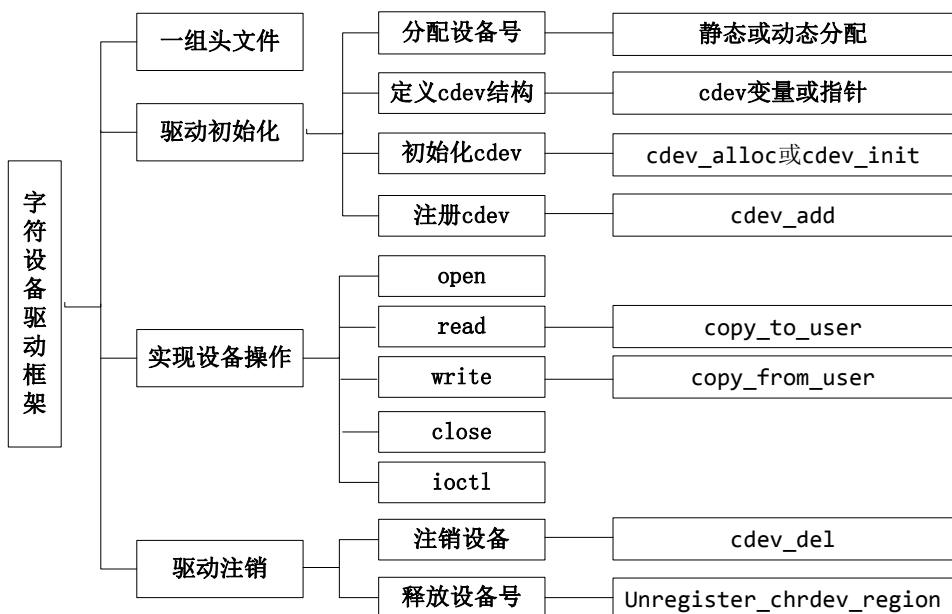 字符设备驱动框架
一组头文件
驱动初始化
分配设备号
静态或动态分配
定义cdev结构
cdev变量或指针
初始化cdev
cdev_alloc或cdev_init
注册cdev
cdev_add
实现设备操作
open
read
copy_to_user
write
copy_from_user
close
ioctl
驱动注销
注销设备
cdev_del
释放设备号
Unregister_chrdev_region